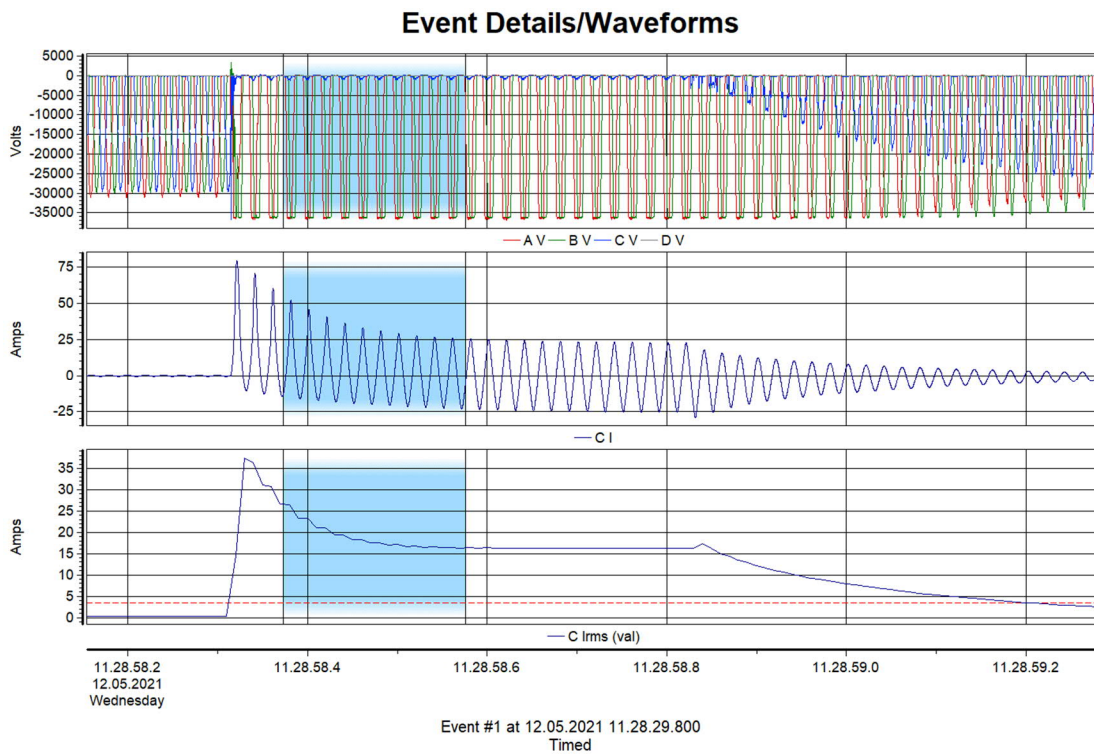 Event Details/Waveforms
5000
0
-5000
-10000
-15000
-20000
-25000
-30000
-35000
Volts
A V B V C V D V
75
50
25
0
-25
Amps
C I
35
30
25
20
15
10
5
0
Amps
C Irms (val)
11.28.58.2 11.28.58.4 11.28.58.6 11.28.58.8 11.28.59.0 11.28.59.2
12.05.2021
Wednesday
Event #1 at 12.05.2021 11.28.29.800
Timed